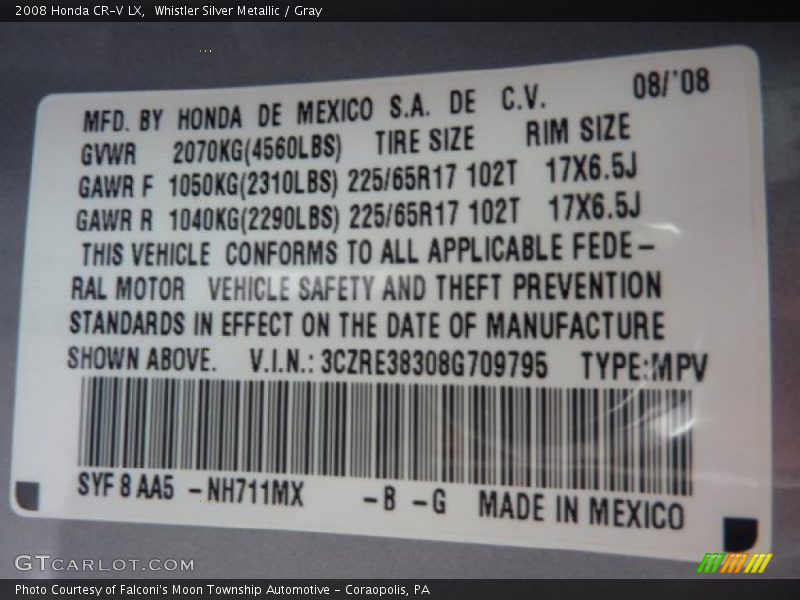 2008 Honda CR-V LX,  Whistler Silver Metallic / Gray
08/'08
MFD. BY HONDA DE MEXICO S.A. DE C.V.
GVWR 2070KG(4560LBS) TIRE SIZE RIM SIZE
GAWR F 1050KG(2310LBS) 225/65R17 102T 17X6.5J
GAWR R 1040KG(2290LBS) 225/65R17 102T 17X6.5J
THIS VEHICLE CONFORMS TO ALL APPLICABLE FEDE-
RAL MOTOR VEHICLE SAFETY AND THEFT PREVENTION
STANDARDS IN EFFECT ON THE DATE OF MANUFACTURE
SHOWN ABOVE. V.I.N.: 3CZRE38308G709795 TYPE:MPV
SYF 8 AA5 -NH711MX -B -G MADE IN MEXICO
GTCARLOT.COM
Photo Courtesy of Falconi's Moon Township Automotive - Coraopolis, PA